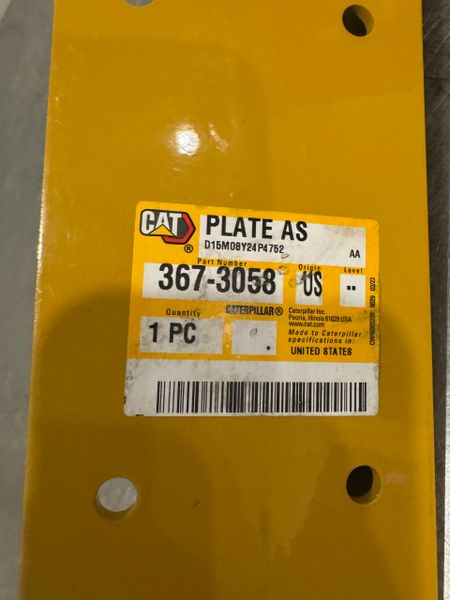 CAT ® PLATE AS
D15M08Y24P4752
AA
Part Number Origin Level
367-3058 US --
Quantity CATERPILLAR® Caterpillar Inc.
Peoria, Illinois 61629 USA
www.cat.com
1 PC Made to Caterpillar
specifications in:
UNITED STATES